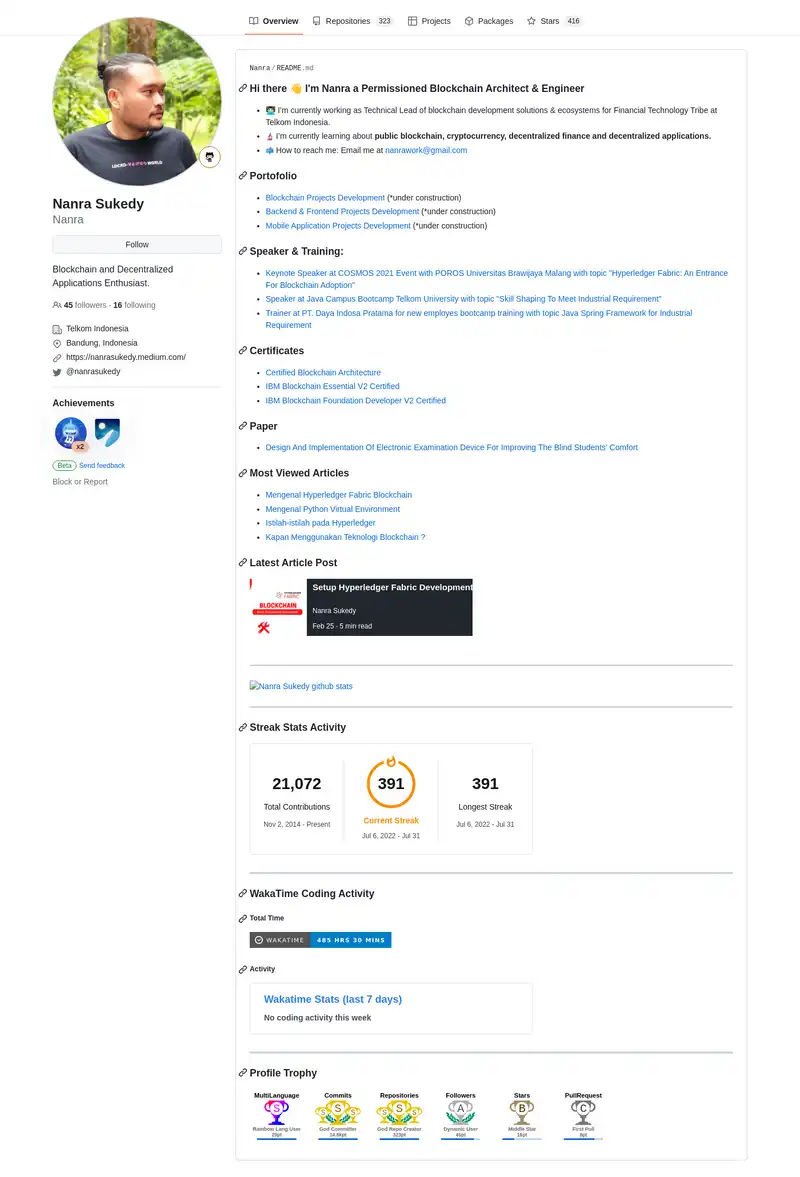 Overview
Repositories 323
Projects
Packages
Stars 416
Nanra Sukedy
Nanra
Follow
Blockchain and Decentralized
Applications Enthusiast.
45 followers · 16 following
Telkom Indonesia
Bandung, Indonesia
https://nanrasukedy.medium.com/
@nanrasukedy
Achievements
x2
Beta Send feedback
Block or Report
Nanra / README.md
Hi there 👋 I'm Nanra a Permissioned Blockchain Architect & Engineer
👨🏻‍💻 I'm currently working as Technical Lead of blockchain development solutions & ecosystems for Financial Technology Tribe at
Telkom Indonesia.
🔬 I'm currently learning about public blockchain, cryptocurrency, decentralized finance and decentralized applications.
📫 How to reach me: Email me at nanrawork@gmail.com
Portofolio
Blockchain Projects Development (*under construction)
Backend & Frontend Projects Development (*under construction)
Mobile Application Projects Development (*under construction)
Speaker & Training:
Keynote Speaker at COSMOS 2021 Event with POROS Universitas Brawijaya Malang with topic "Hyperledger Fabric: An Entrance
For Blockchain Adoption"
Speaker at Java Campus Bootcamp Telkom University with topic "Skill Shaping To Meet Industrial Requirement"
Trainer at PT. Daya Indosa Pratama for new employes bootcamp training with topic Java Spring Framework for Industrial
Requirement
Certificates
Certified Blockchain Architecture
IBM Blockchain Essential V2 Certified
IBM Blockchain Foundation Developer V2 Certified
Paper
Design And Implementation Of Electronic Examination Device For Improving The Blind Students' Comfort
Most Viewed Articles
Mengenal Hyperledger Fabric Blockchain
Mengenal Python Virtual Environment
Istilah-istilah pada Hyperledger
Kapan Menggunakan Teknologi Blockchain ?
Latest Article Post
FABRIC
BLOCKCHAIN
Setup Hyperledger Fabric Development
Nanra Sukedy
Feb 25 · 5 min read
Nanra Sukedy github stats
Streak Stats Activity
21,072
Total Contributions
Nov 2, 2014 - Present
391
Current Streak
Jul 6, 2022 - Jul 31
391
Longest Streak
Jul 6, 2022 - Jul 31
WakaTime Coding Activity
Total Time
WAKATIME 485 HRS 30 MINS
Activity
Wakatime Stats (last 7 days)
No coding activity this week
Profile Trophy
MultiLanguage Commits Repositories Followers Stars PullRequest
S S S S S S S A B C
Rainbow Lang User God Committer God Repo Creater Dynamic User Middle Star First Pull
323pt 45pt 16pt